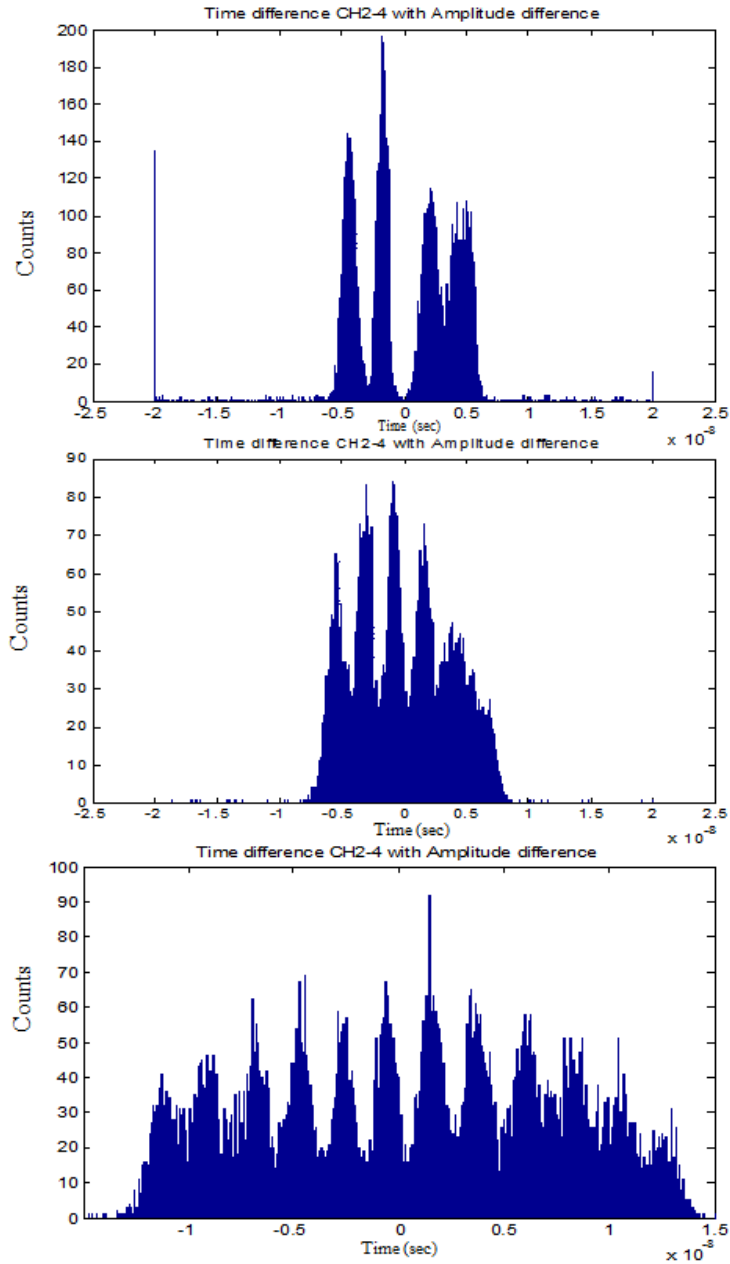 Time difference CH2-4 with Amplitude difference
200
180
160
140
120
100
80
60
40
20
0
Counts
-2.5 -2 -1.5 -1 -0.5 0 0.5 1 1.5 2 2.5
Time (sec)
x 10⁻⁸
Time difference CH2-4 with Amplitude difference
90
80
70
60
50
40
30
20
10
0
Counts
-2.5 -2 -1.5 -1 -0.5 0 0.5 1 1.5 2 2.5
Time (sec)
x 10⁻⁸
Time difference CH2-4 with Amplitude difference
100
90
80
70
60
50
40
30
20
10
0
Counts
-1 -0.5 0 0.5 1 1.5
Time (sec)
x 10⁻⁸